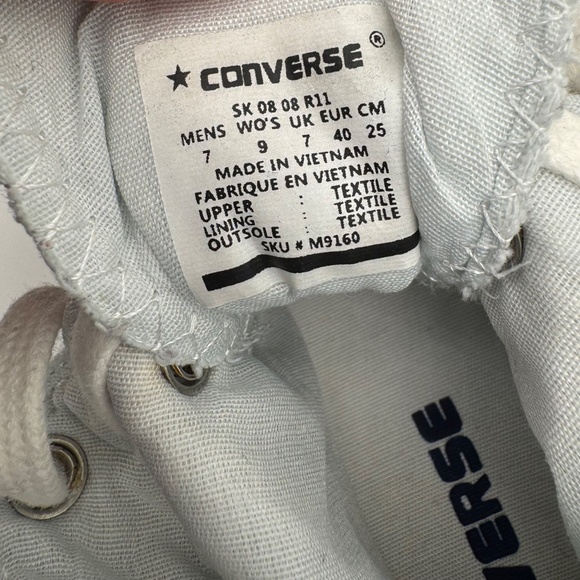 ★ CONVERSE ®
SK 08 08 R11
MENS WO'S UK EUR CM
7 9 7 40 25
MADE IN VIETNAM
FABRIQUE EN VIETNAM
UPPER : TEXTILE
LINING : TEXTILE
OUTSOLE : TEXTILE
SKU # M9160
VERSE